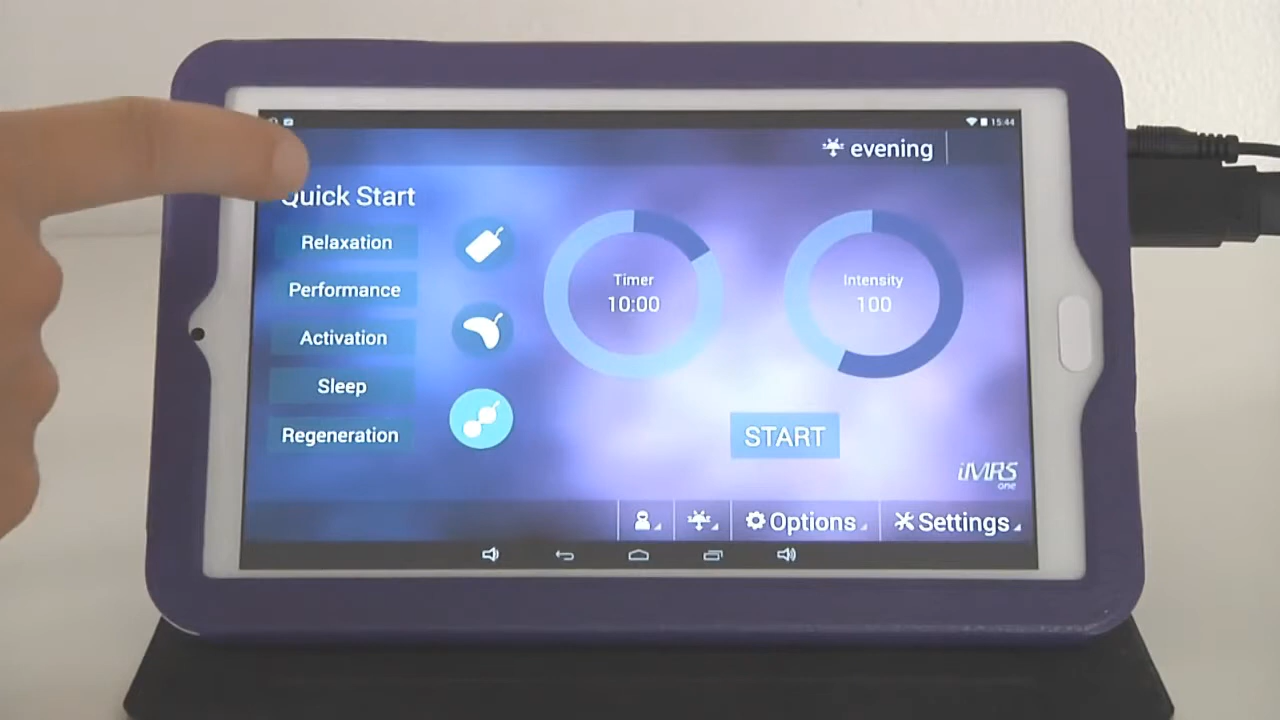 15:44
evening
Quick Start
Relaxation
Performance
Activation
Sleep
Regeneration
Timer
10:00
Intensity
100
START
iMRS
one
Options
Settings